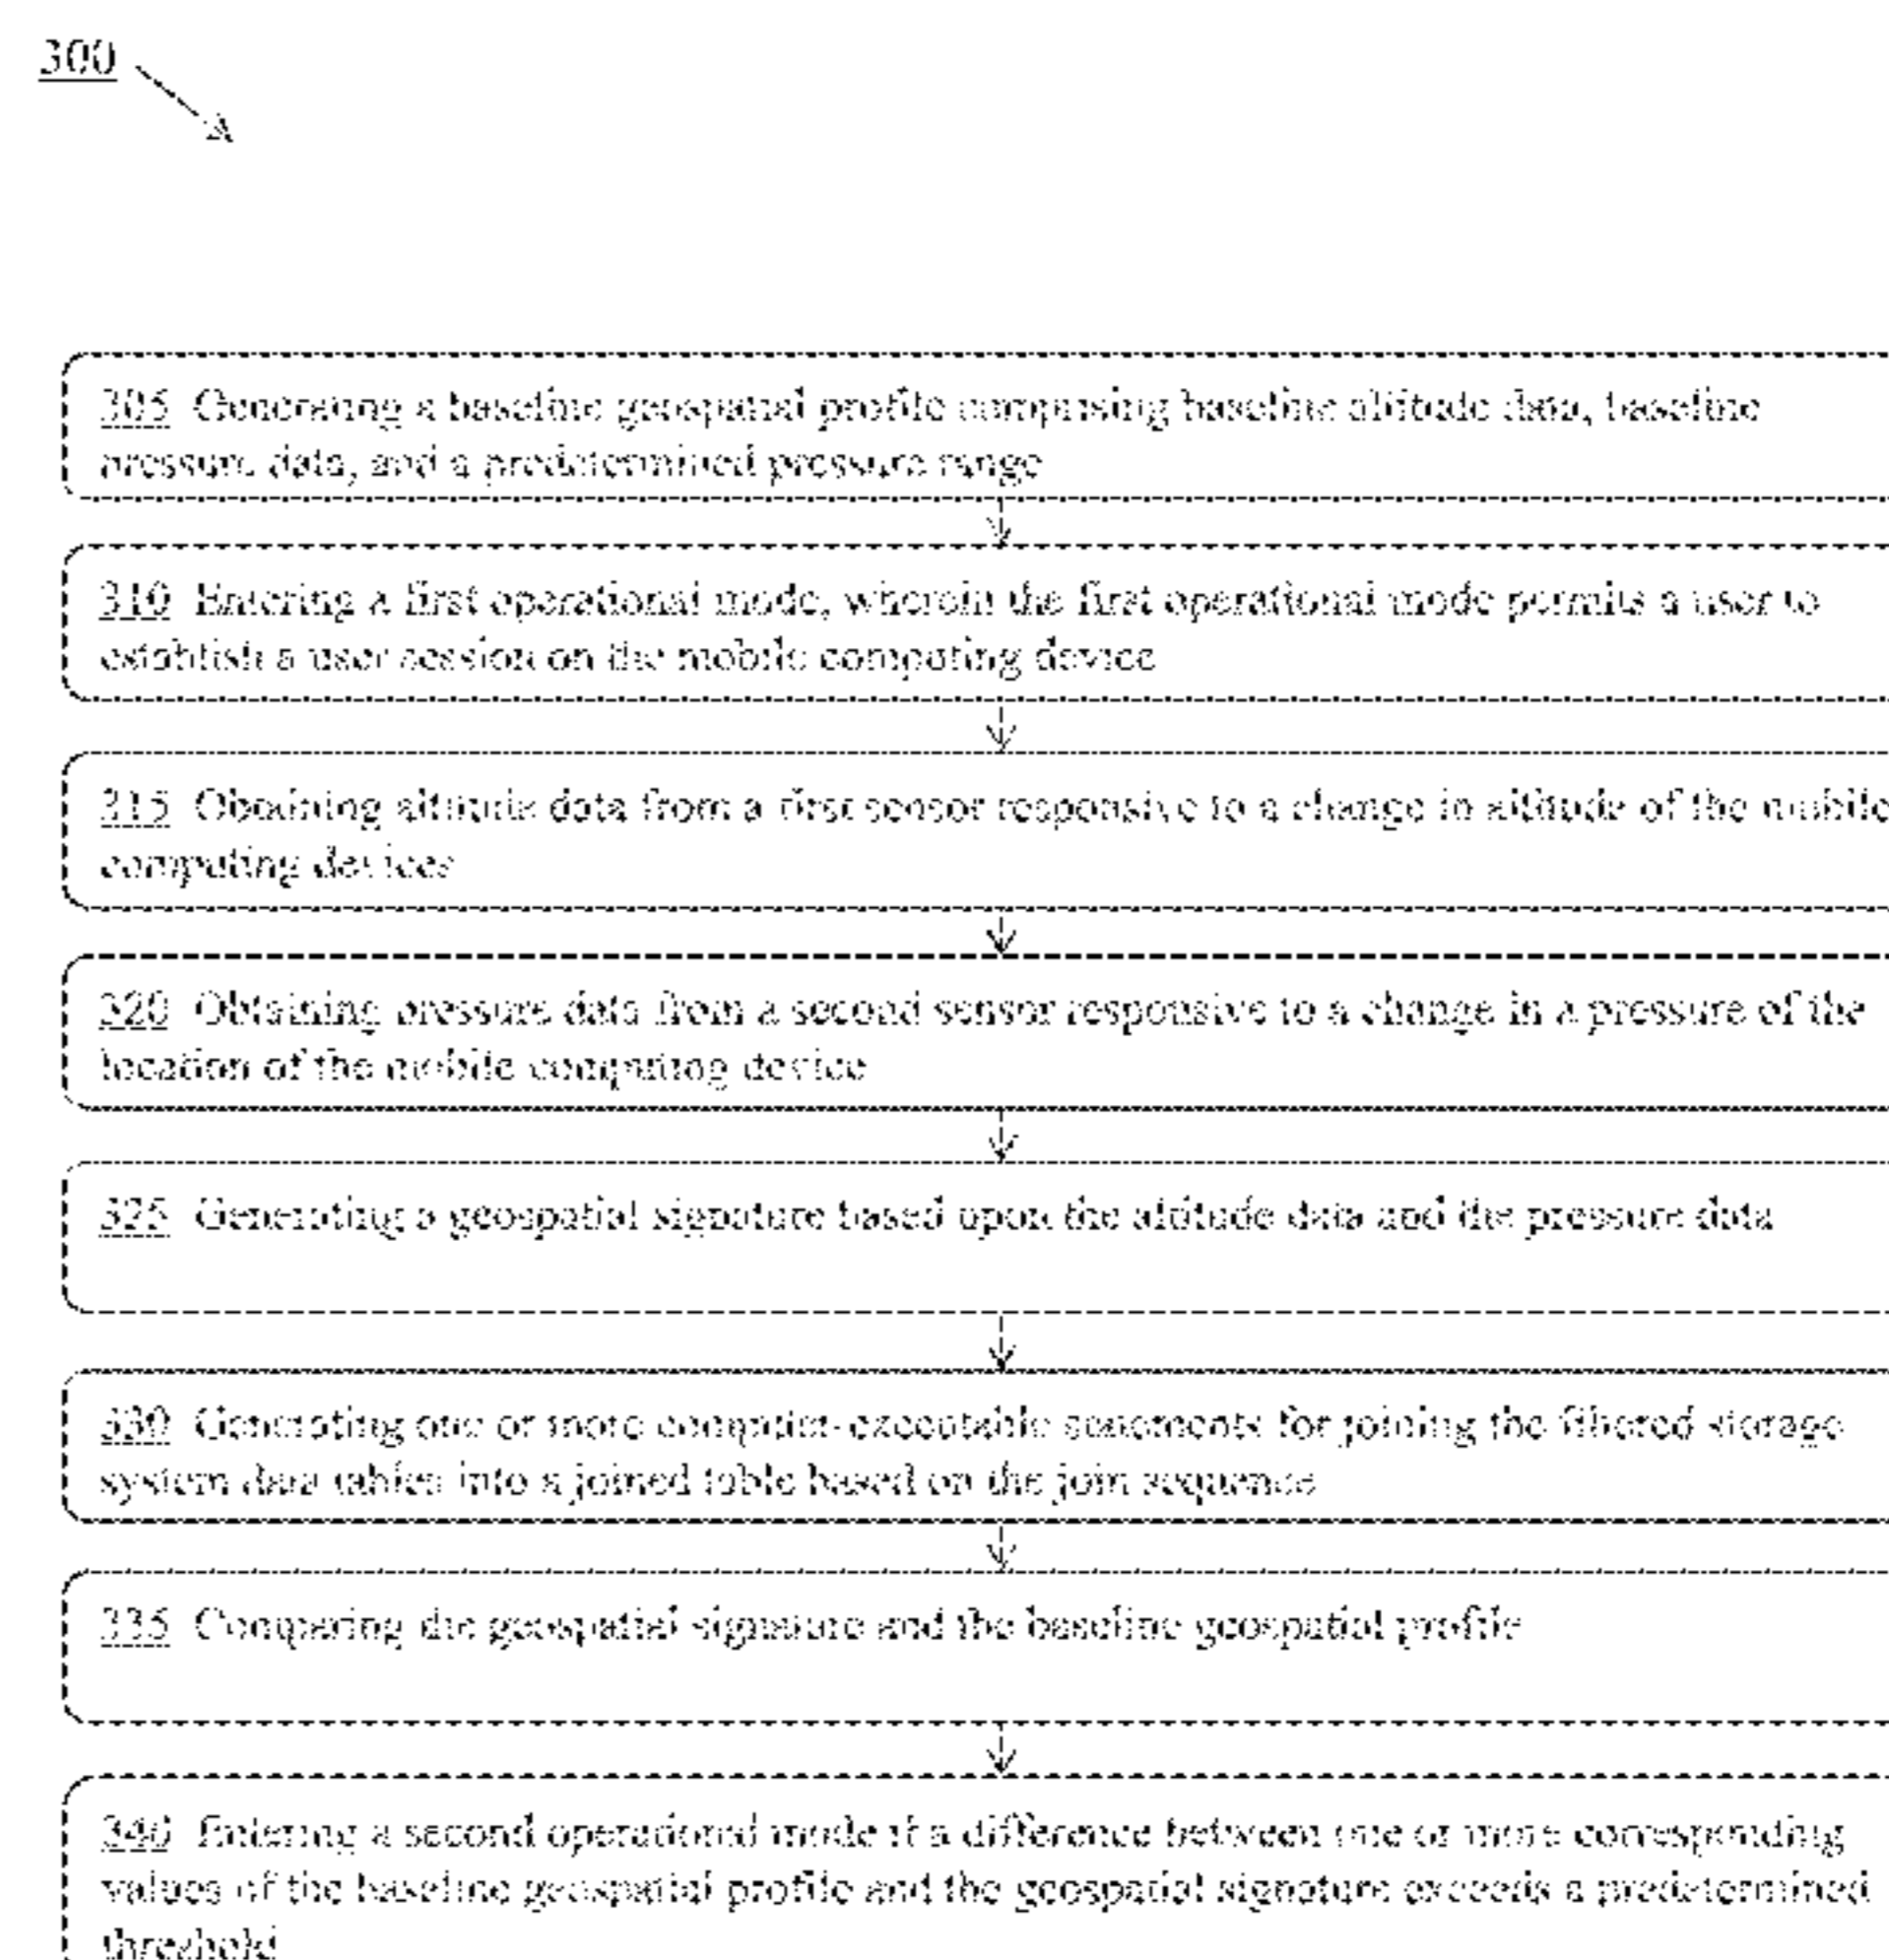 300
305 Generating a baseline geospatial profile comprising baseline altitude data, baseline
pressure data, and a predetermined pressure range
310 Entering a first operational mode, wherein the first operational mode permits a user to
establish a user session on the mobile computing device
315 Obtaining altitude data from a first sensor responsive to a change in altitude of the mobile
computing devices
320 Obtaining pressure data from a second sensor responsive to a change in a pressure of the
location of the mobile computing device
325 Generating a geospatial signature based upon the altitude data and the pressure data
330 Generating one or more computer-executable statements for joining the filtered storage
system data tables into a joined table based on the join sequence
335 Comparing the geospatial signature and the baseline geospatial profile
340 Entering a second operational mode if a difference between one or more corresponding
values of the baseline geospatial profile and the geospatial signature exceeds a predetermined
threshold